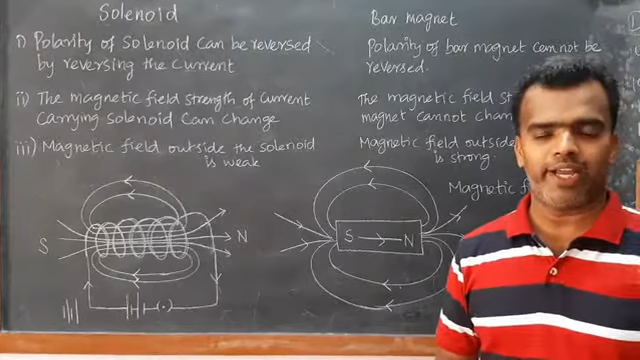 Solenoid
i) Polarity of Solenoid Can be reversed
by reversing the Current
ii) The magnetic field strength of Current
Carrying Solenoid Can change
iii) Magnetic field outside the solenoid
is weak
S
N
Bar magnet
Polarity of bar magnet Can not be
reversed.
The magnetic field
magnet cannot
Magnetic field outside
is strong.
Magnetic
S
N